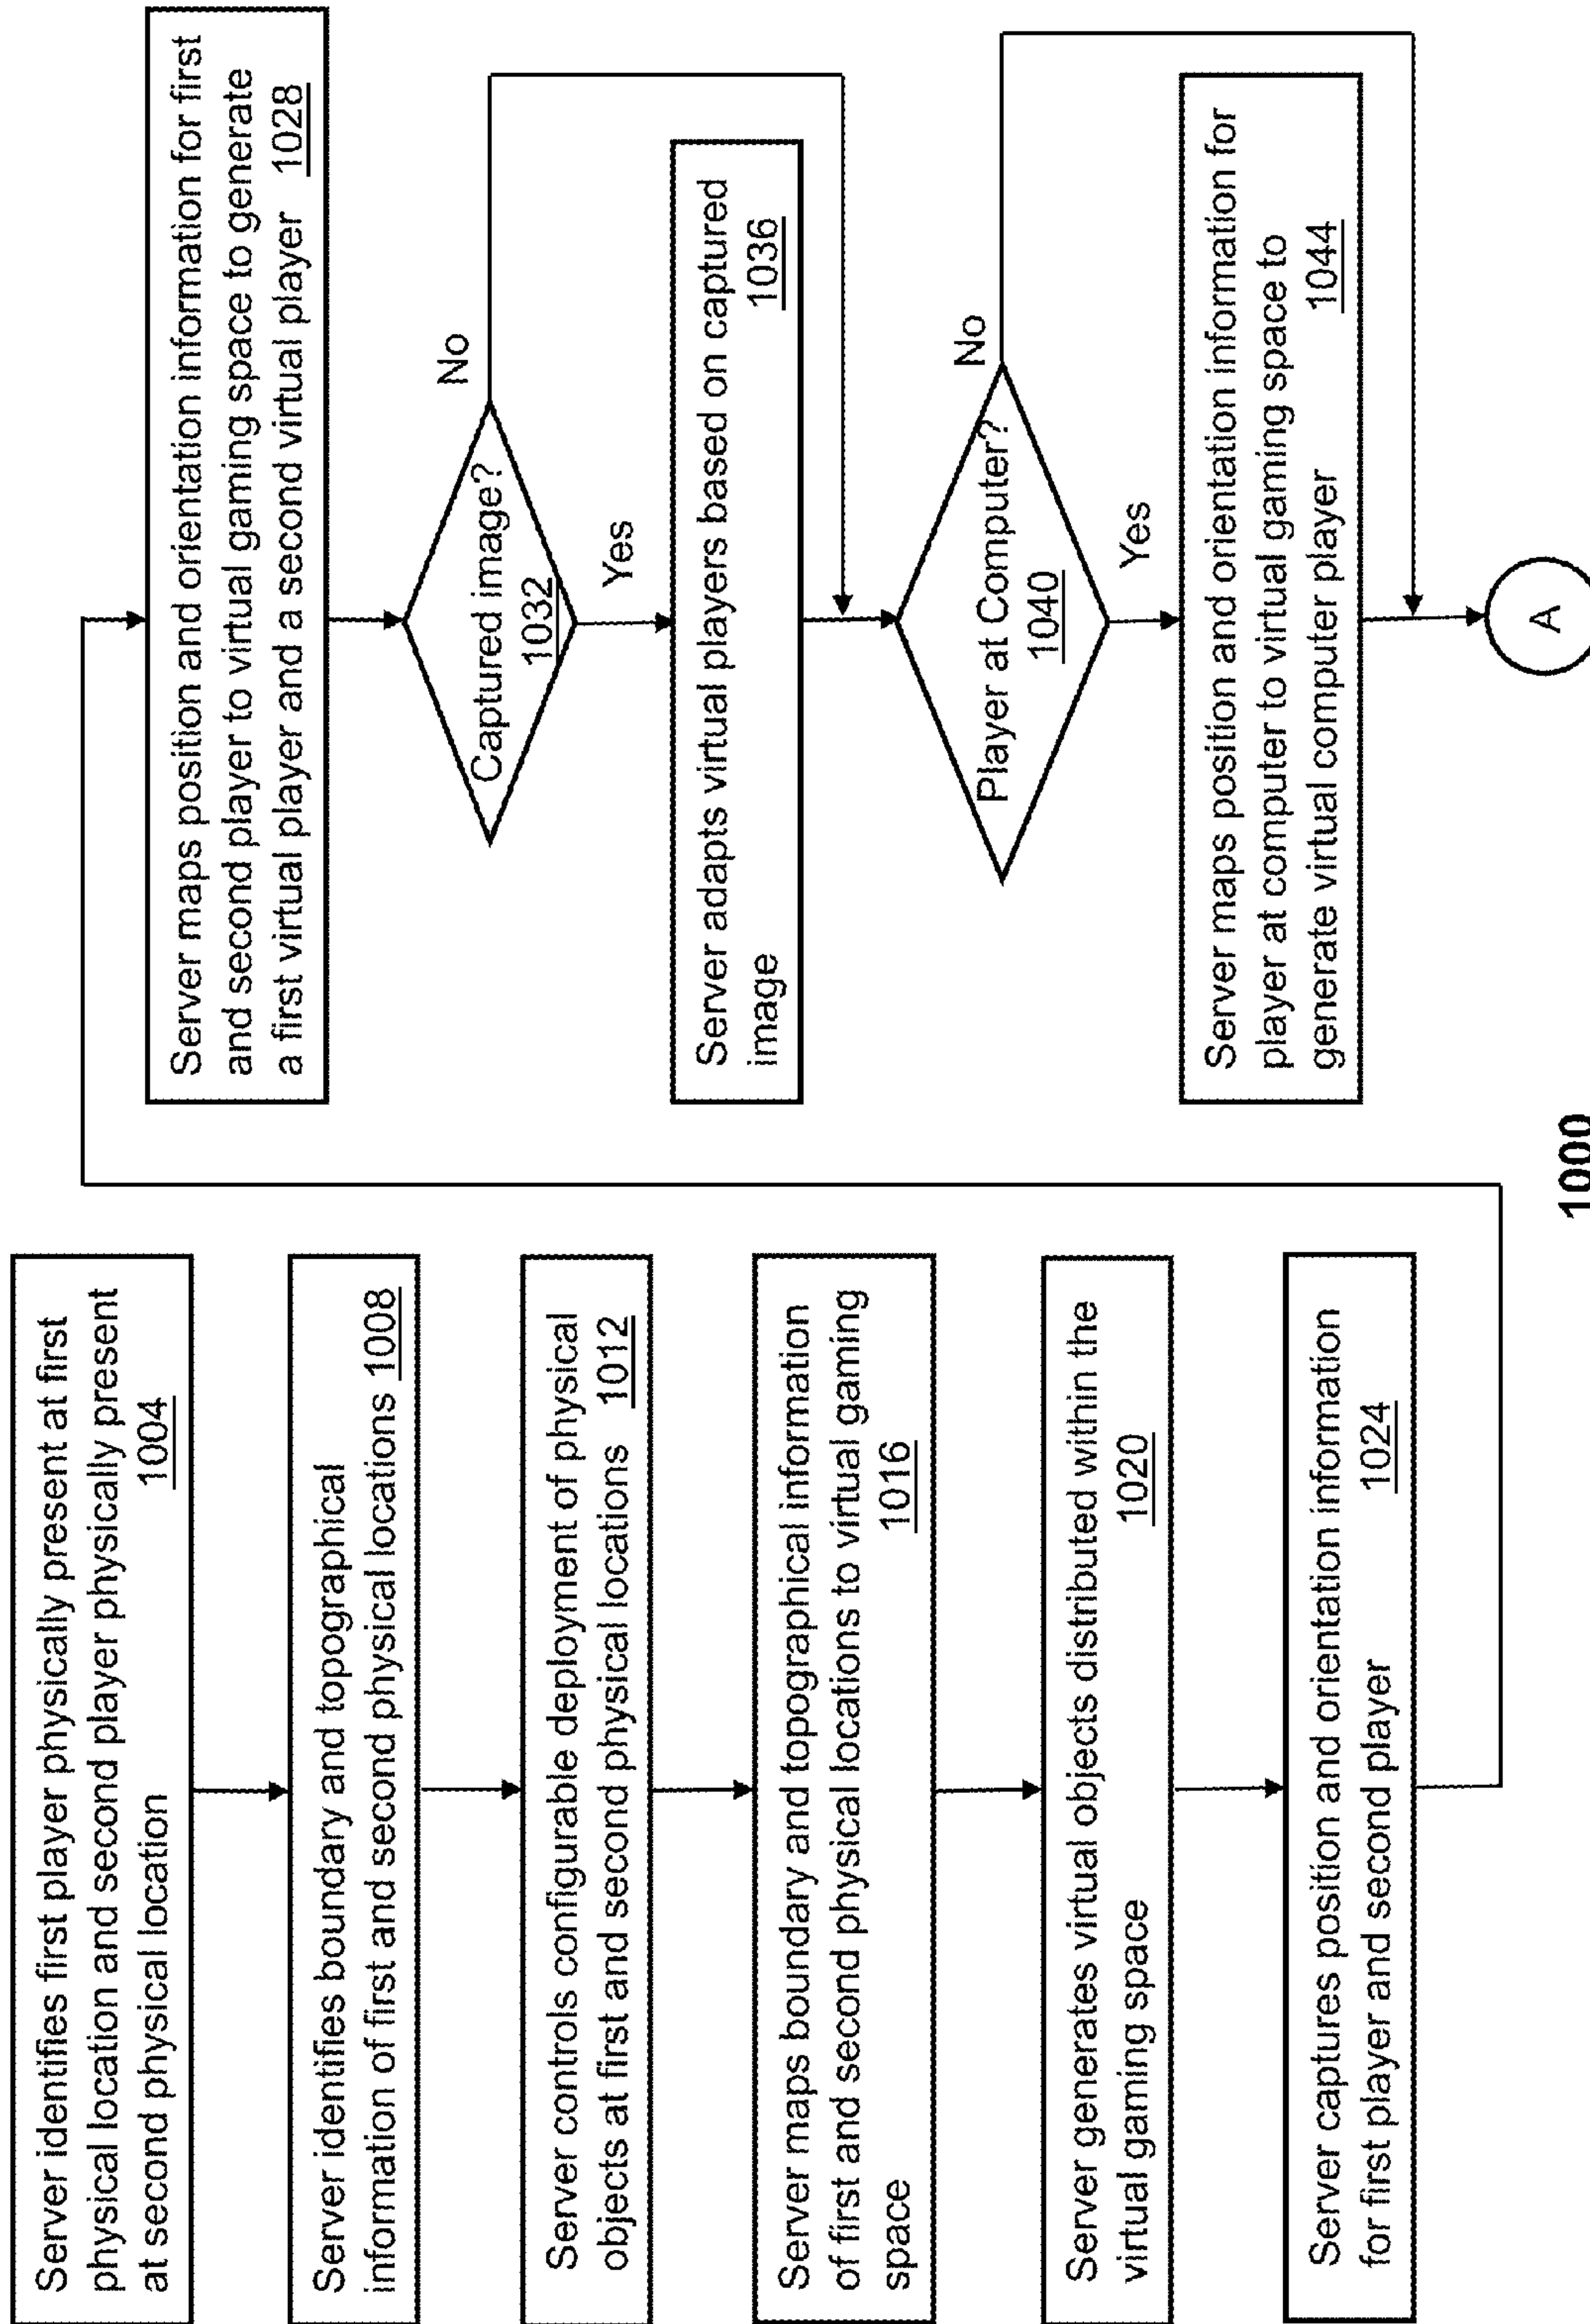 Server identifies first player physically present at first
physical location and second player physically present
at second physical location 1004
Server identifies boundary and topographical
information of first and second physical locations 1008
Server controls configurable deployment of physical
objects at first and second physical locations 1012
Server maps boundary and topographical information
of first and second physical locations to virtual gaming
space 1016
Server generates virtual objects distributed within the
virtual gaming space 1020
Server captures position and orientation information
for first player and second player 1024
Server maps position and orientation information for first
and second player to virtual gaming space to generate
a first virtual player and a second virtual player 1028
Captured image?
1032
No
Yes
Server adapts virtual players based on captured
image 1036
Player at Computer?
1040
No
Yes
Server maps position and orientation information for
player at computer to virtual gaming space to
generate virtual computer player 1044
A
1000